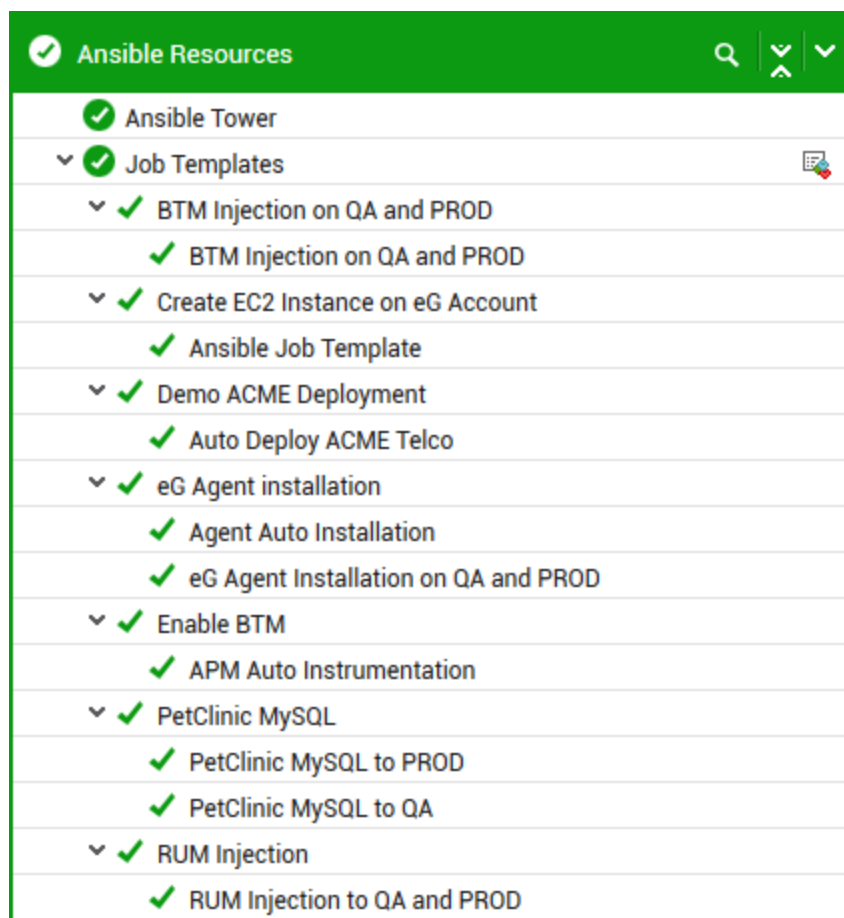 Ansible Resources
Ansible Tower
Job Templates
BTM Injection on QA and PROD
BTM Injection on QA and PROD
Create EC2 Instance on eG Account
Ansible Job Template
Demo ACME Deployment
Auto Deploy ACME Telco
eG Agent installation
Agent Auto Installation
eG Agent Installation on QA and PROD
Enable BTM
APM Auto Instrumentation
PetClinic MySQL
PetClinic MySQL to PROD
PetClinic MySQL to QA
RUM Injection
RUM Injection to QA and PROD